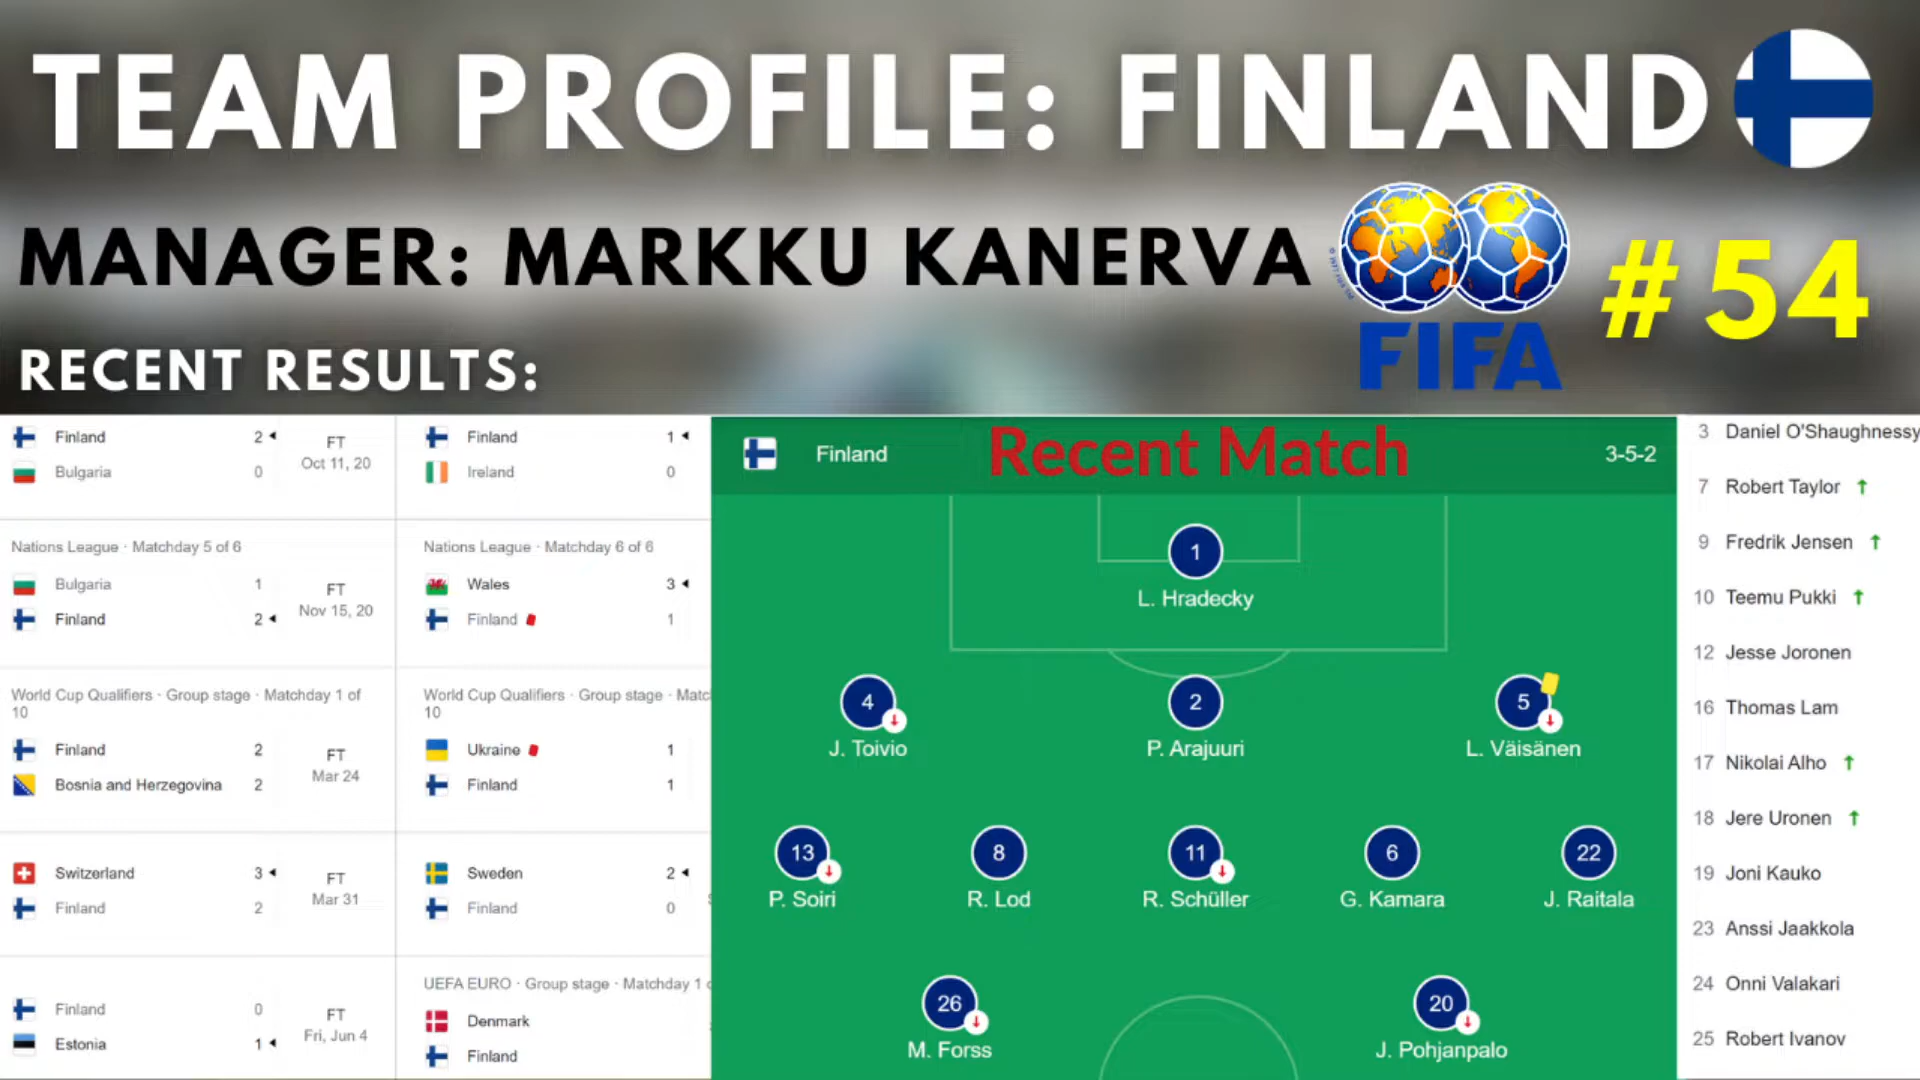 TEAM PROFILE: FINLAND
MANAGER: MARKKU KANERVA
FIFA
#54
RECENT RESULTS:
Finland 2
Bulgaria 0
FT
Oct 11, 20
Finland 1
Ireland 0
Nations League · Matchday 5 of 6
Bulgaria 1
Finland 2
FT
Nov 15, 20
Nations League · Matchday 6 of 6
Wales 3
Finland 1
World Cup Qualifiers · Group stage · Matchday 1 of
10
Finland 2
Bosnia and Herzegovina 2
FT
Mar 24
World Cup Qualifiers · Group stage · Matc
10
Ukraine 1
Finland 1
Switzerland 3
Finland 2
FT
Mar 31
Sweden 2
Finland 0
Finland 0
Estonia 1
FT
Fri, Jun 4
UEFA EURO · Group stage · Matchday 1
Denmark
Finland
Finland
Recent Match
3-5-2
1
L. Hradecky
4
J. Toivio
2
P. Arajuuri
5
L. Väisänen
13
P. Soiri
8
R. Lod
11
R. Schüller
6
G. Kamara
22
J. Raitala
26
M. Forss
20
J. Pohjanpalo
3 Daniel O'Shaughnessy
7 Robert Taylor
9 Fredrik Jensen
10 Teemu Pukki
12 Jesse Joronen
16 Thomas Lam
17 Nikolai Alho
18 Jere Uronen
19 Joni Kauko
23 Anssi Jaakkola
24 Onni Valakari
25 Robert Ivanov